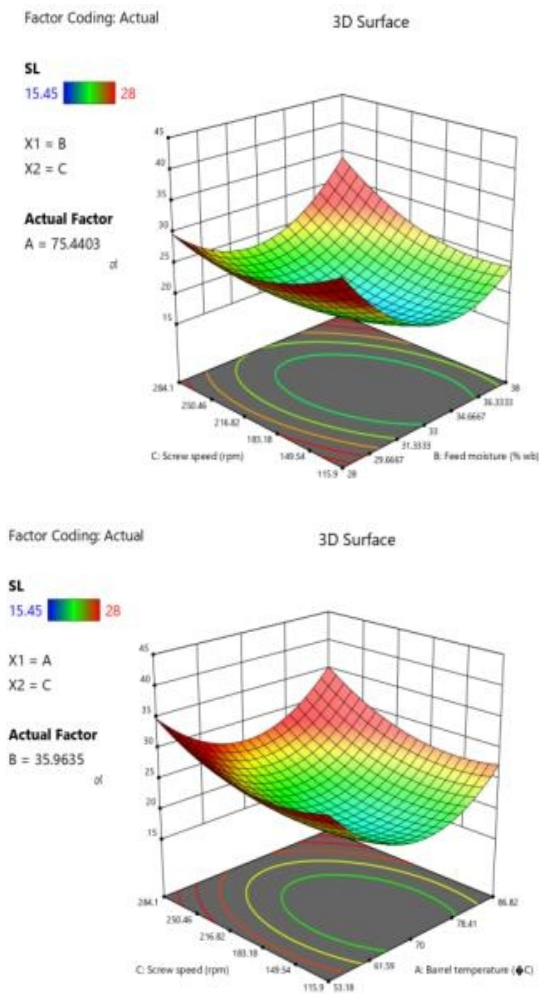 Factor Coding: Actual
3D Surface
SL
15.45 28
X1 = B
X2 = C
Actual Factor
A = 75.4403
45
40
35
30
25
20
15
284.1
250.46
216.82
183.18
149.54
115.9
C: Screw speed (rpm)
28
29.6667
31.3333
33
34.6667
36.3333
38
B: Feed moisture (% wb)
Factor Coding: Actual
3D Surface
SL
15.45 28
X1 = A
X2 = C
Actual Factor
B = 35.9635
45
40
35
30
25
20
15
284.1
250.46
216.82
183.18
149.54
115.9
C: Screw speed (rpm)
53.18
61.59
70
78.41
86.82
A: Barrel temperature (�C)